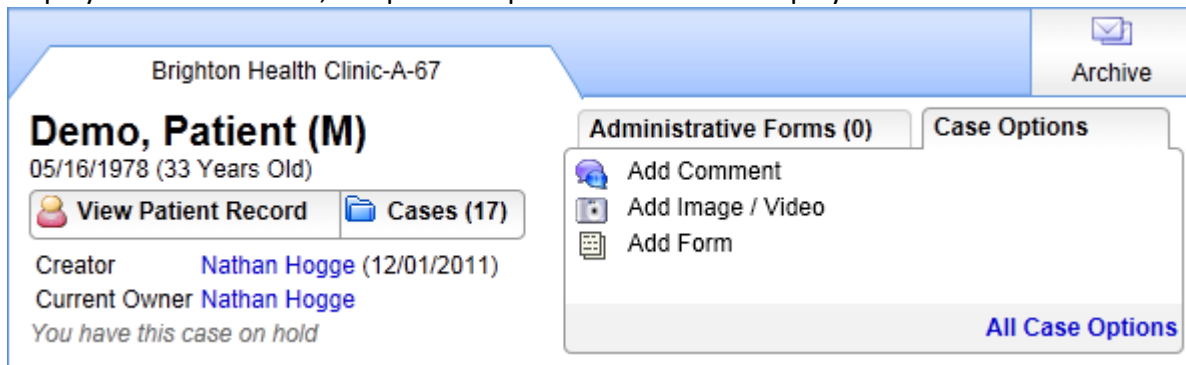 Brighton Health Clinic-A-67
Archive
Demo, Patient (M)
05/16/1978 (33 Years Old)
View Patient Record Cases (17)
Creator Nathan Hogge (12/01/2011)
Current Owner Nathan Hogge
You have this case on hold
Administrative Forms (0) Case Options
Add Comment
Add Image / Video
Add Form
All Case Options